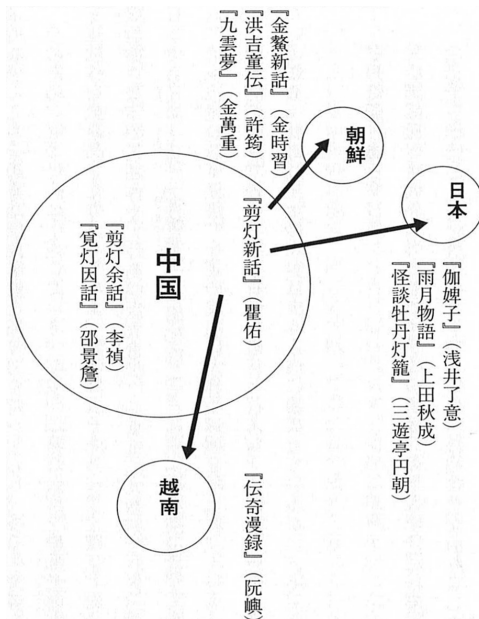 『金鰲新話』（金時習）
『洪吉童伝』（許筠）
『九雲夢』（金萬重）
朝鮮
日本
『伽婢子』（浅井了意）
『雨月物語』（上田秋成）
『怪談牡丹灯籠』（三遊亭円朝）
『剪灯新話』（瞿佑）
中国
『剪灯余話』（李禎）
『覓灯因話』（邵景詹）
越南
『伝奇漫録』（阮嶼）